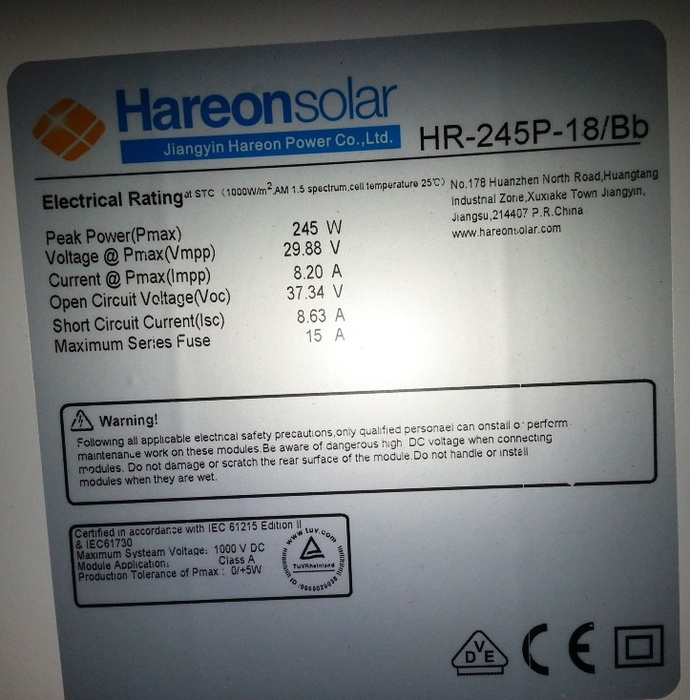 Hareonsolar
Jiangyin Hareon Power Co.,Ltd.
HR-245P-18/Bb
Electrical Rating at STC (1000W/m²,AM 1.5 spectrum,cell temperature 25℃)
No.178 Huanzhen North Road,Huangtang
Industrial Zone,Xuxiake Town Jiangyin,
Jiangsu,214407 P.R.China
www.hareonsolar.com
Peak Power(Pmax) 245 W
Voltage @ Pmax(Vmpp) 29.88 V
Current @ Pmax(Impp) 8.20 A
Open Circuit Voltage(Voc) 37.34 V
Short Circuit Current(Isc) 8.63 A
Maximum Series Fuse 15 A
Warning!
Following all applicable electrical safety precautions,only qualified personael can onstall or perform
maintenance work on these modules.Be aware of dangerous high DC voltage when connecting
modules. Do not damage or scratch the rear surface of the module.Do not handle or install
modules when they are wet.
Certified in accordance with IEC 61215 Edition II
& IEC61730
Maximum Systeam Voltage: 1000 V DC
Module Application: Class A
Production Tolerance of Pmax : 0/+5W
www.tuv.com
TUVRheinland
VDE
CE